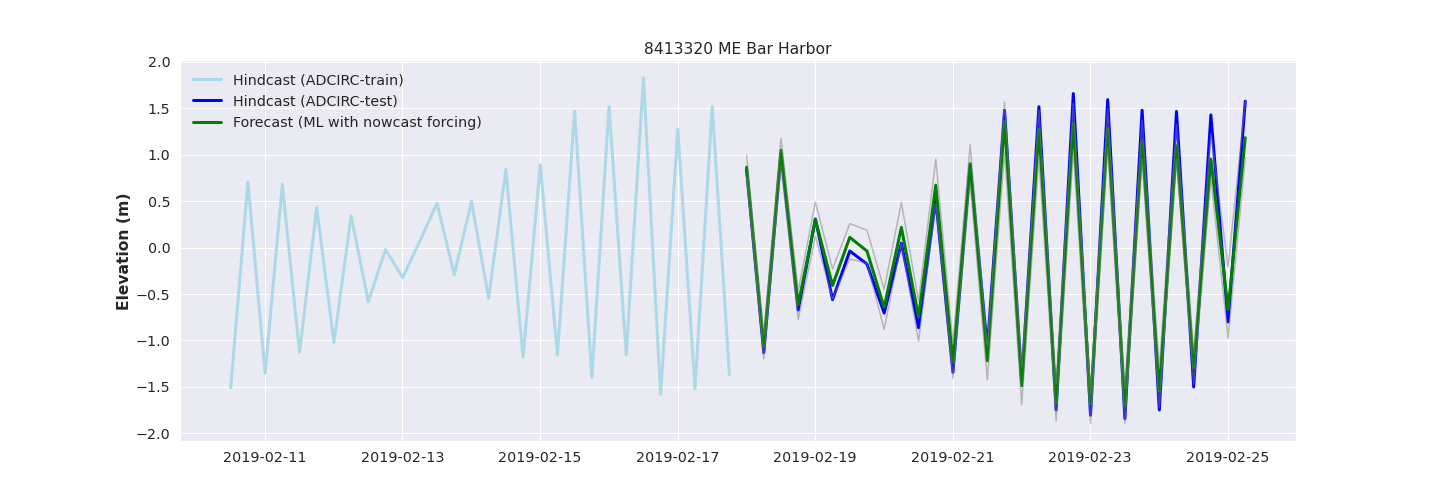 8413320 ME Bar Harbor
Hindcast (ADCIRC-train)
Hindcast (ADCIRC-test)
Forecast (ML with nowcast forcing)
Elevation (m)
2.0
1.5
1.0
0.5
0.0
−0.5
−1.0
−1.5
−2.0
2019-02-11 2019-02-13 2019-02-15 2019-02-17 2019-02-19 2019-02-21 2019-02-23 2019-02-25